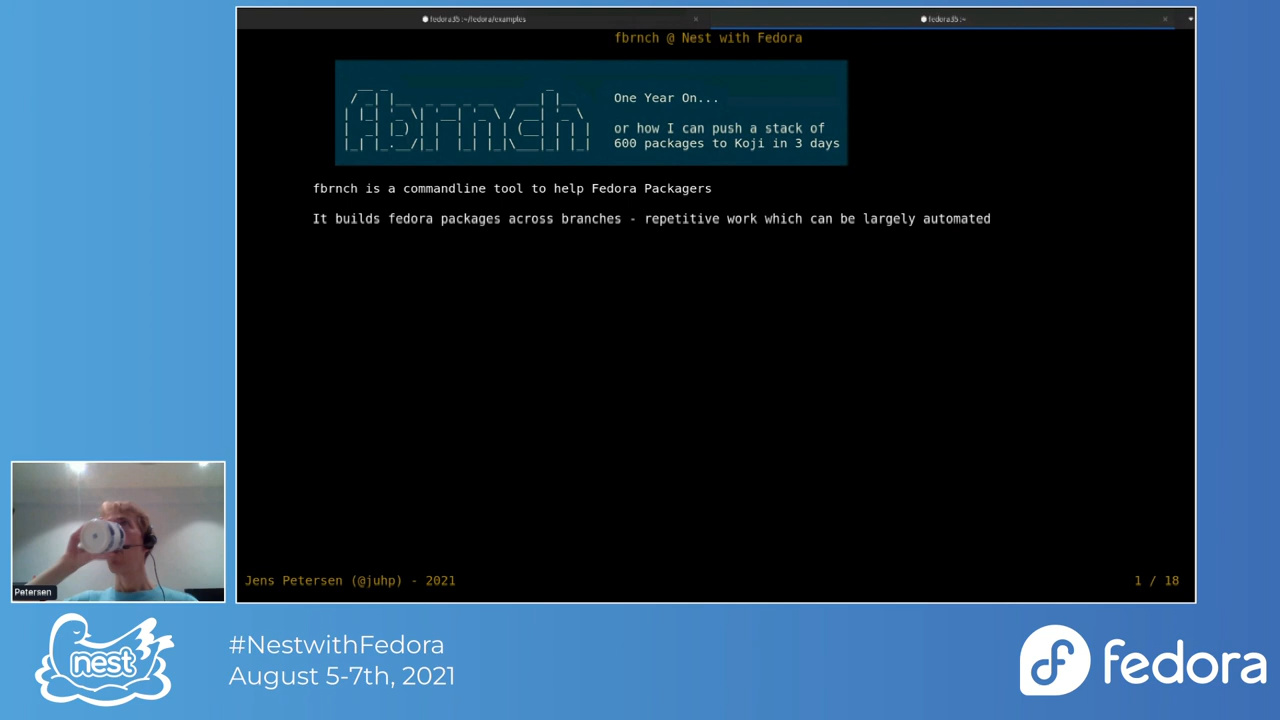 fedora35:~/fedora/examples
fedora35:~
fbrnch @ Nest with Fedora
fbrnch
One Year On...
or how I can push a stack of
600 packages to Koji in 3 days
fbrnch is a commandline tool to help Fedora Packagers
It builds fedora packages across branches - repetitive work which can be largely automated
Jens Petersen (@juhp) - 2021
1 / 18
Petersen
nest
#NestwithFedora
August 5-7th, 2021
fedora